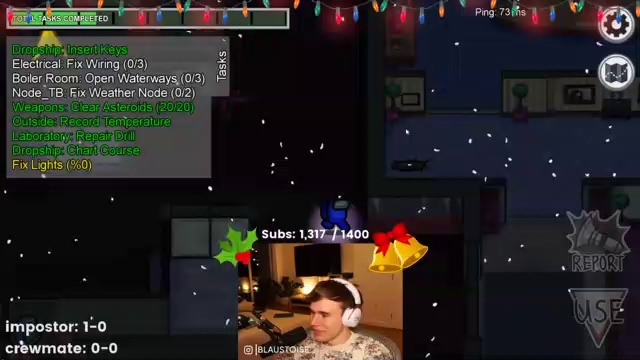 TOTAL TASKS COMPLETED
Ping: 73 ms
Dropship: Insert Keys
Electrical: Fix Wiring (0/3)
Boiler Room: Open Waterways (0/3)
Node_TB: Fix Weather Node (0/2)
Weapons: Clear Asteroids (20/20)
Outside: Record Temperature
Laboratory: Repair Drill
Dropship: Chart Course
Fix Lights (%0)
Tasks
Subs: 1,317 / 1400
REPORT
USE
impostor: 1-0
crewmate: 0-0
BLAUSTOISE